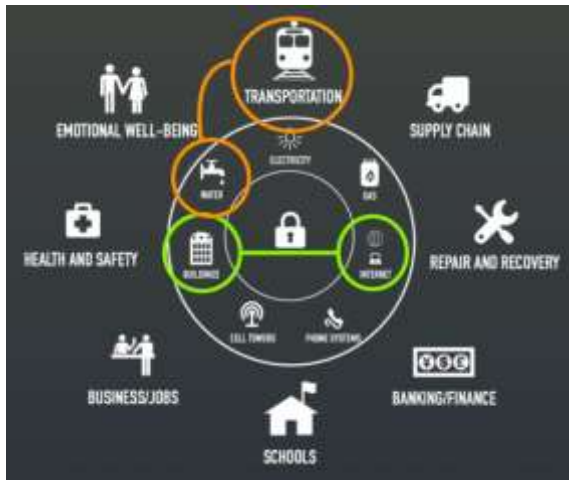 TRANSPORTATION
EMOTIONAL WELL-BEING
SUPPLY CHAIN
ELECTRICITY
WATER
GAS
HEALTH AND SAFETY
BUILDINGS
INTERNET
REPAIR AND RECOVERY
CELL TOWERS
PHONE SYSTEMS
BUSINESS/JOBS
BANKING/FINANCE
SCHOOLS